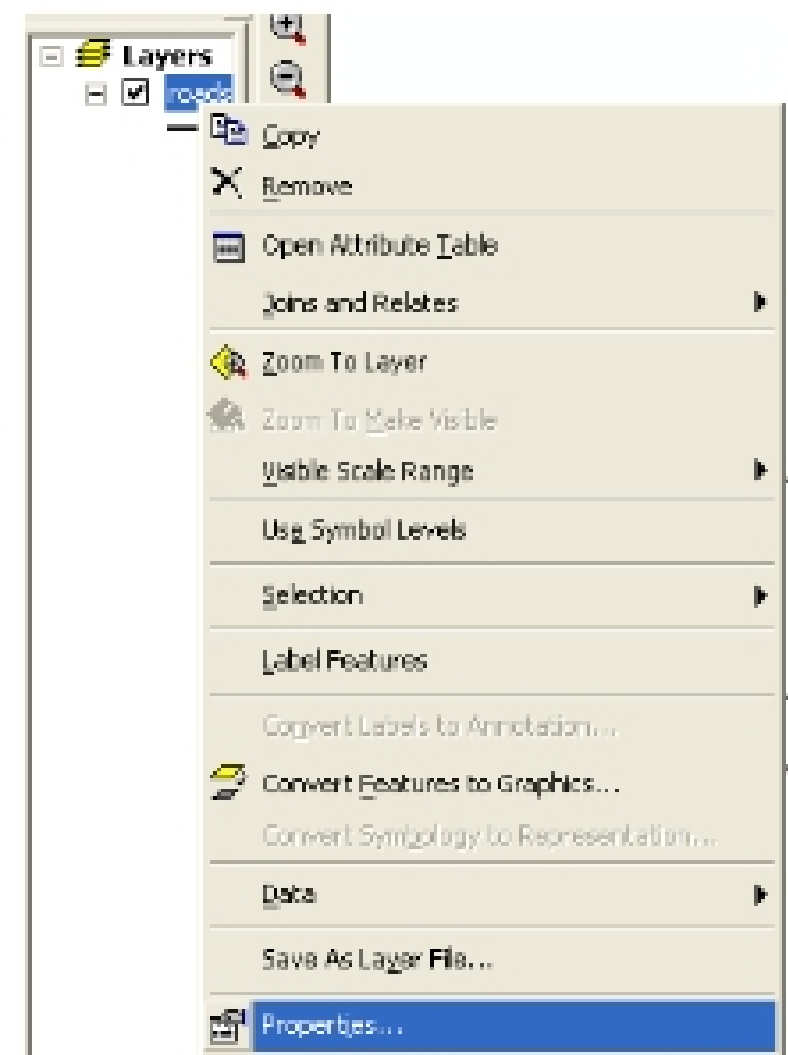 Layers
roads
Copy
Remove
Open Attribute Table
Joins and Relates
Zoom To Layer
Zoom To Make Visible
Visible Scale Range
Use Symbol Levels
Selection
Label Features
Convert Labels to Annotation...
Convert Features to Graphics...
Convert Symbology to Representation...
Data
Save As Layer File...
Properties...